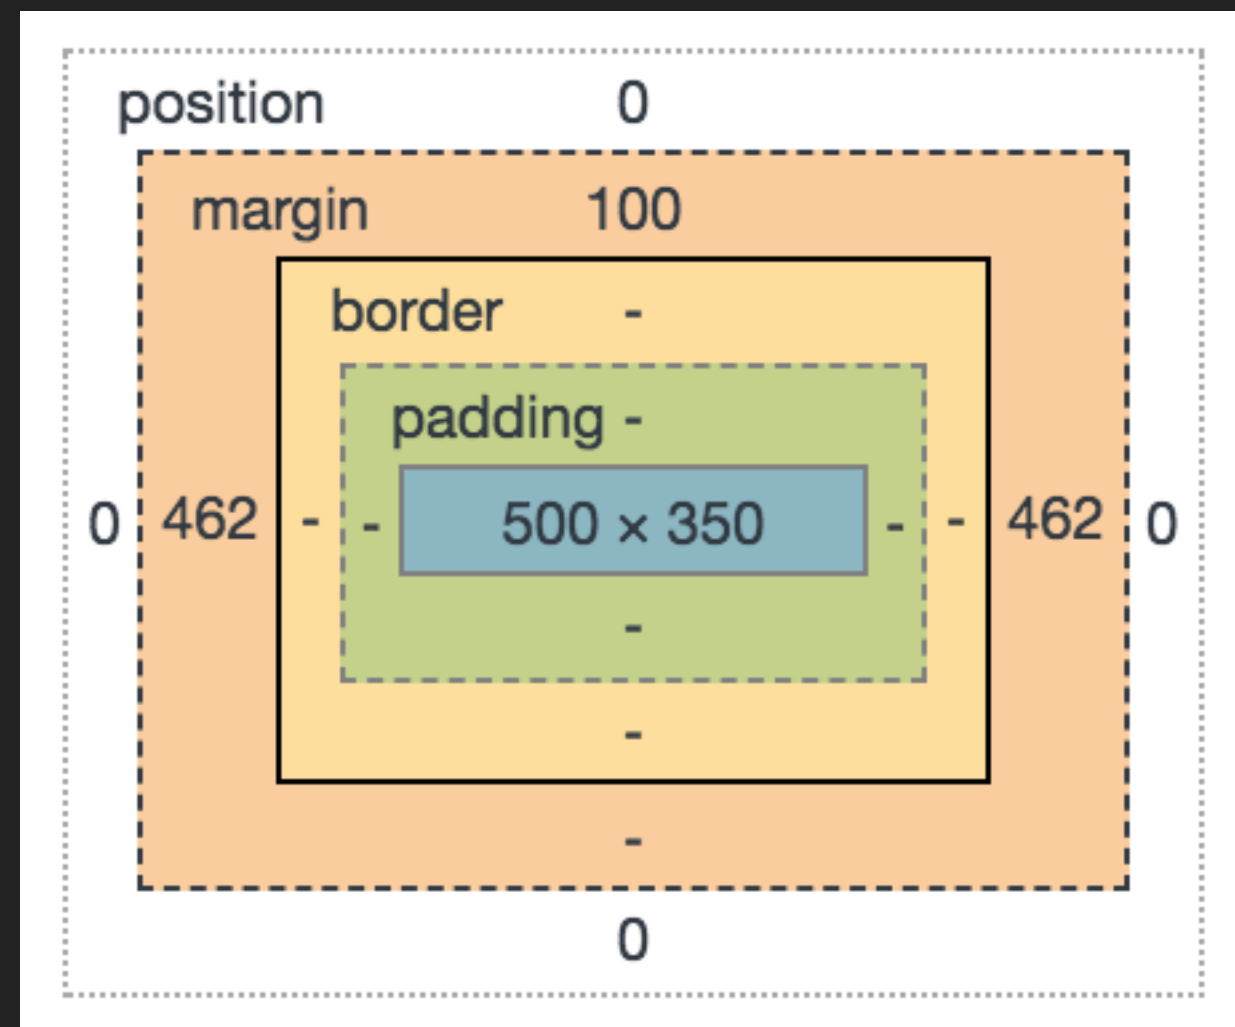 position 0
margin 100
border -
padding -
0 462 - - 500 × 350 - - 462 0
-
-
-
0